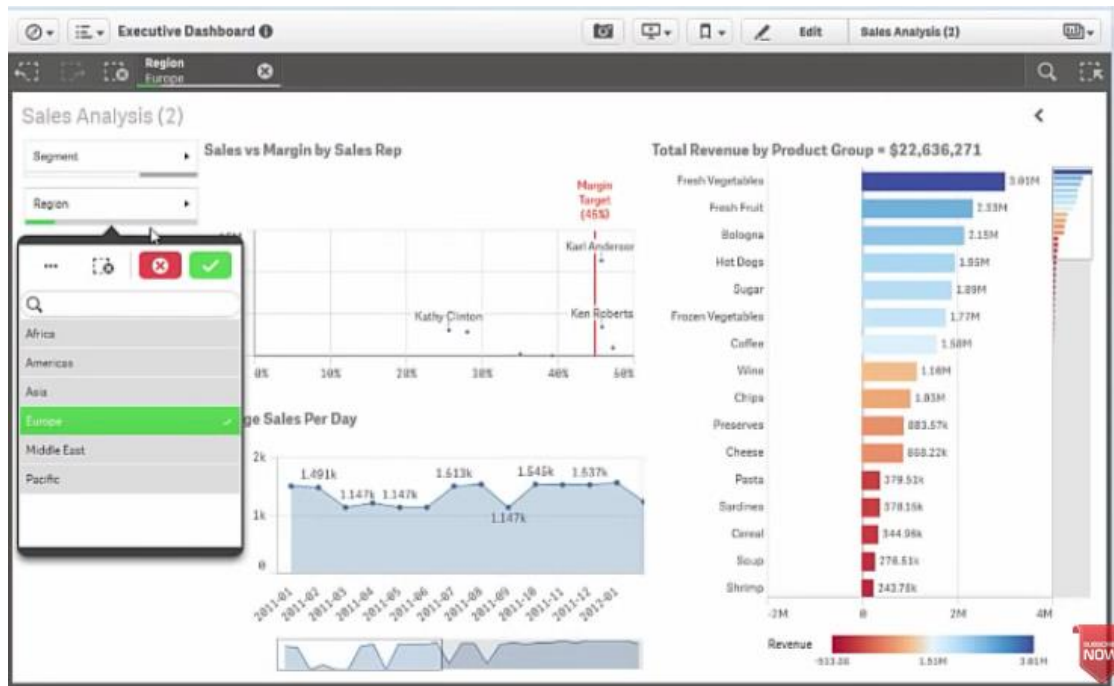 Executive Dashboard
Edit
Sales Analysis (2)
Region
Europe
Sales Analysis (2)
Segment
Region
Africa
Americas
Asia
Europe
Middle East
Pacific
Sales vs Margin by Sales Rep
Margin
Target
(45%)
Karl Anderson
Kathy Clinton
Ken Roberts
0% 10% 20% 30% 40% 50%
ge Sales Per Day
2k
1k
0
1.491k 1.147k 1.147k 1.513k 1.147k 1.545k 1.537k
2011-01 2011-02 2011-03 2011-04 2011-05 2011-06 2011-07 2011-08 2011-09 2011-10 2011-11 2011-12 2012-01
Total Revenue by Product Group = $22,636,271
Fresh Vegetables 3.01M
Fresh Fruit 2.33M
Bologna 2.15M
Hot Dogs 1.95M
Sugar 1.89M
Frozen Vegetables 1.77M
Coffee 1.58M
Wine 1.16M
Chips 1.03M
Preserves 883.57k
Cheese 868.22k
Pasta 379.53k
Sardines 378.15k
Cereal 344.96k
Soup 276.51k
Shrimp 243.76k
-2M 0 2M 4M
Revenue
1.51M 3.01M
NOW